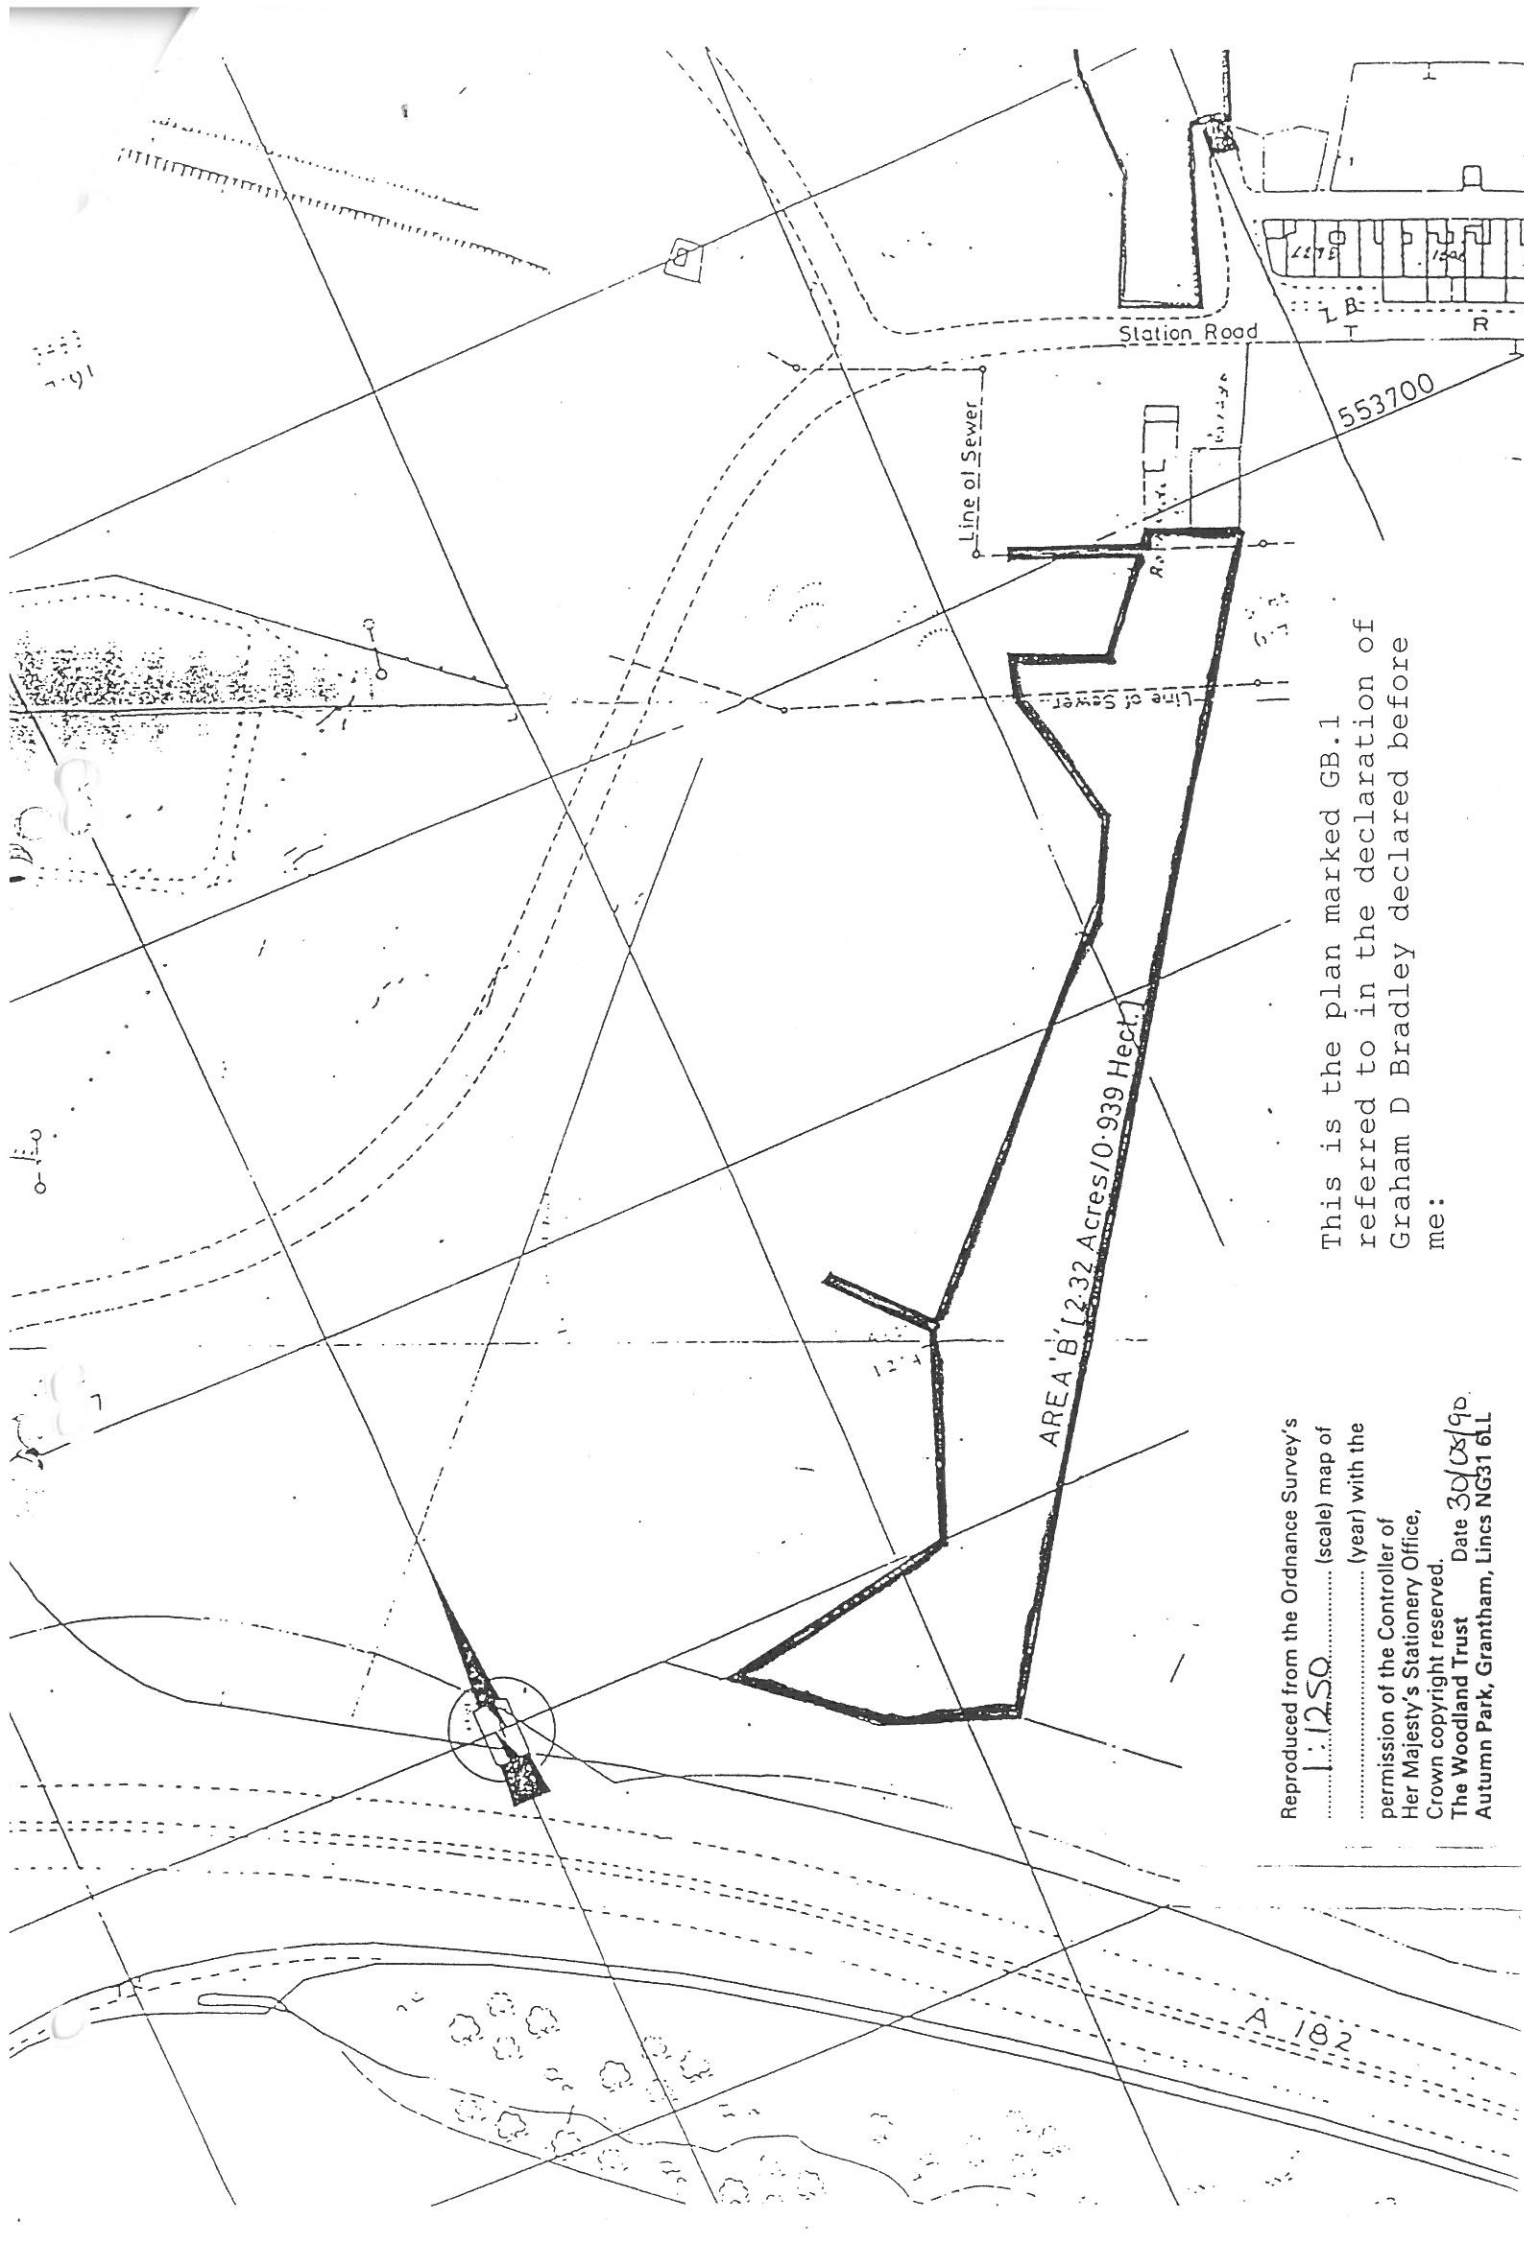 Station Road
Line of Sewer
553700
Line of Sewer
AREA 'B' [2·32 Acres/0·939 Hect.]
This is the plan marked GB.1
referred to in the declaration of
Graham D Bradley declared before
me:
Reproduced from the Ordnance Survey's
1:1250 (scale) map of
(year) with the
permission of the Controller of
Her Majesty's Stationery Office,
Crown copyright reserved.
The Woodland Trust Date 30/08/90
Autumn Park, Grantham, Lincs NG31 6LL
A 182